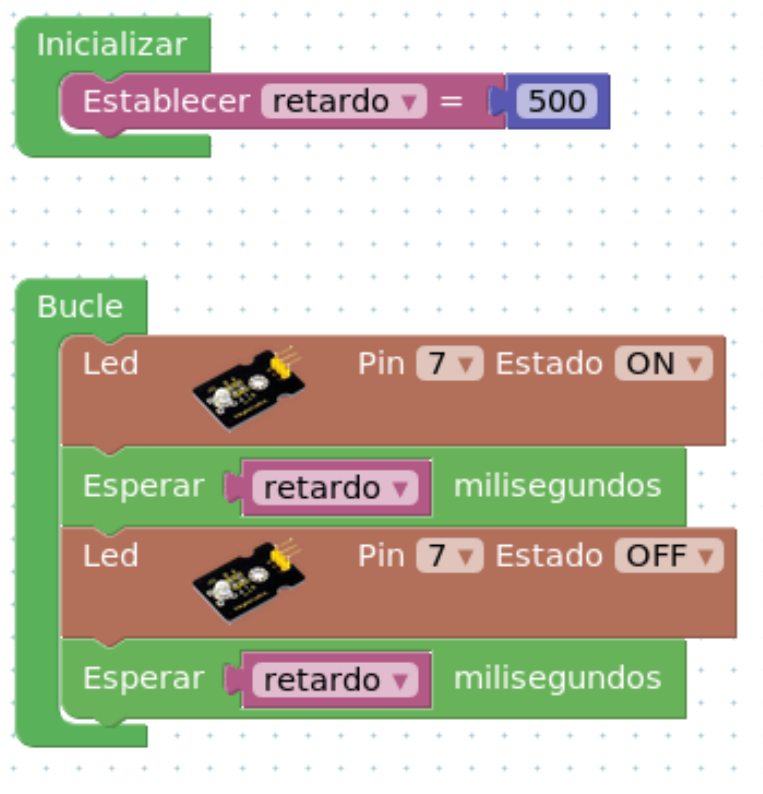 Inicializar
Establecer retardo = 500
Bucle
Led Pin 7 Estado ON
Esperar retardo milisegundos
Led Pin 7 Estado OFF
Esperar retardo milisegundos